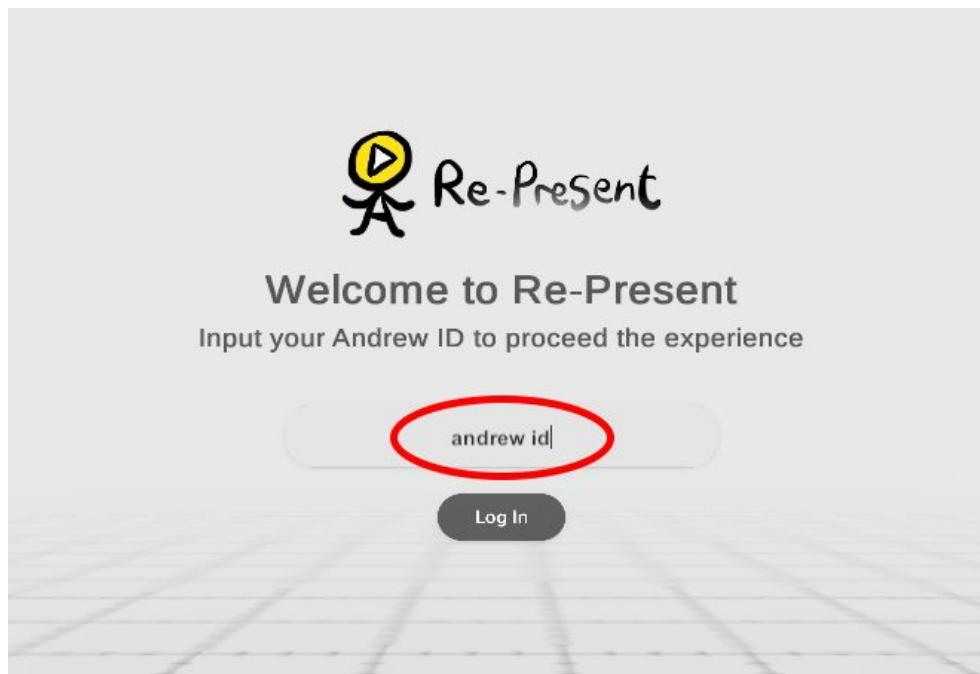 Re-Present
Welcome to Re-Present
Input your Andrew ID to proceed the experience
andrew id
Log In